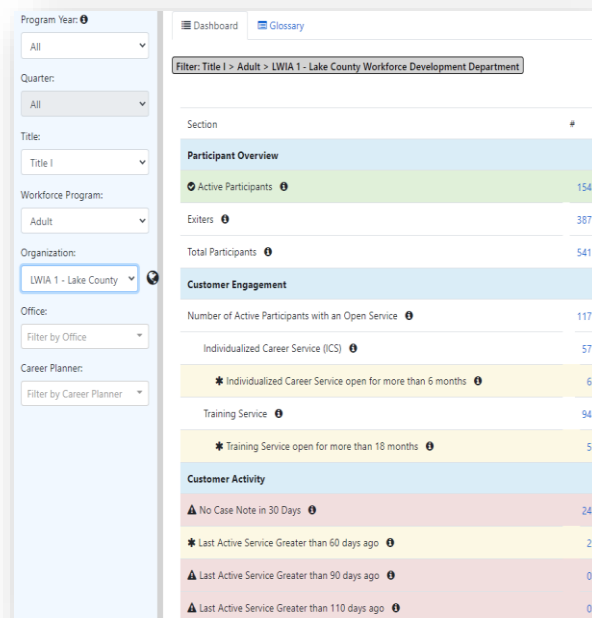 Program Year:
All
Quarter:
All
Title:
Title I
Workforce Program:
Adult
Organization:
LWIA 1 - Lake County
Office:
Filter by Office
Career Planner:
Filter by Career Planner
Dashboard Glossary
Filter: Title I > Adult > LWIA 1 - Lake County Workforce Development Department
Section #
Participant Overview
Active Participants 154
Exiters 387
Total Participants 541
Customer Engagement
Number of Active Participants with an Open Service 117
Individualized Career Service (ICS) 57
Individualized Career Service open for more than 6 months 6
Training Service 94
Training Service open for more than 18 months 5
Customer Activity
No Case Note in 30 Days 24
Last Active Service Greater than 60 days ago 2
Last Active Service Greater than 90 days ago 0
Last Active Service Greater than 110 days ago 0